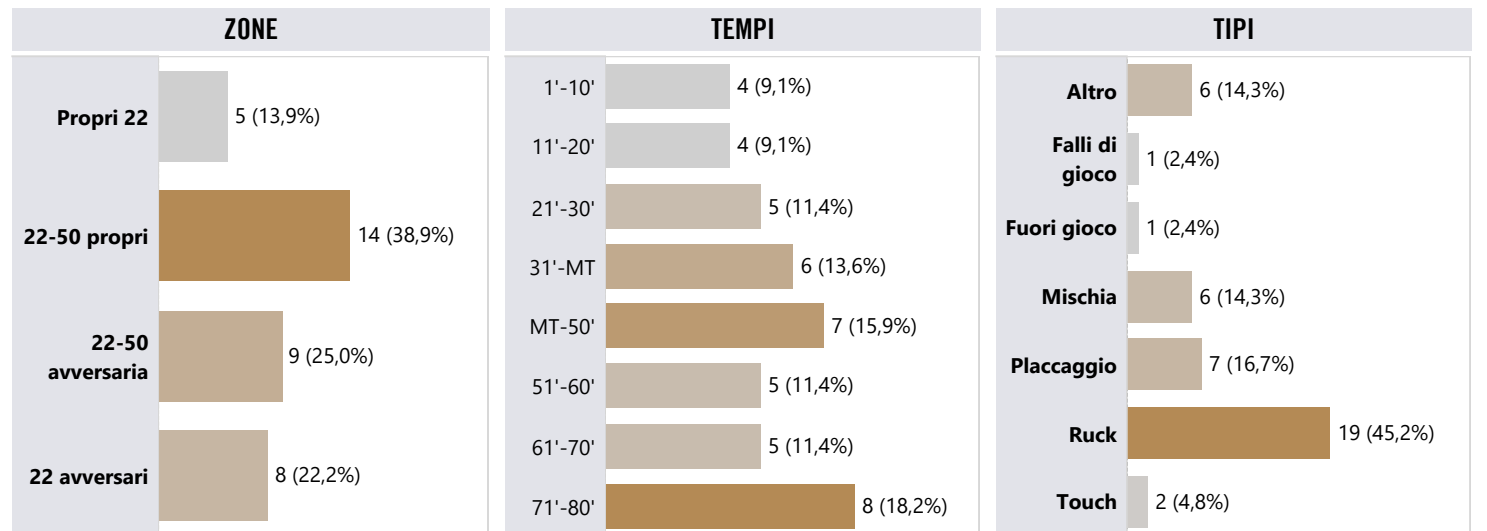 ZONE
Propri 22
5 (13,9%)
22-50 propri
14 (38,9%)
22-50
avversaria
9 (25,0%)
22 avversari
8 (22,2%)
TEMPI
1'-10'
4 (9,1%)
11'-20'
4 (9,1%)
21'-30'
5 (11,4%)
31'-MT
6 (13,6%)
MT-50'
7 (15,9%)
51'-60'
5 (11,4%)
61'-70'
5 (11,4%)
71'-80'
8 (18,2%)
TIPI
Altro
6 (14,3%)
Falli di
gioco
1 (2,4%)
Fuori gioco
1 (2,4%)
Mischia
6 (14,3%)
Placcaggio
7 (16,7%)
Ruck
19 (45,2%)
Touch
2 (4,8%)